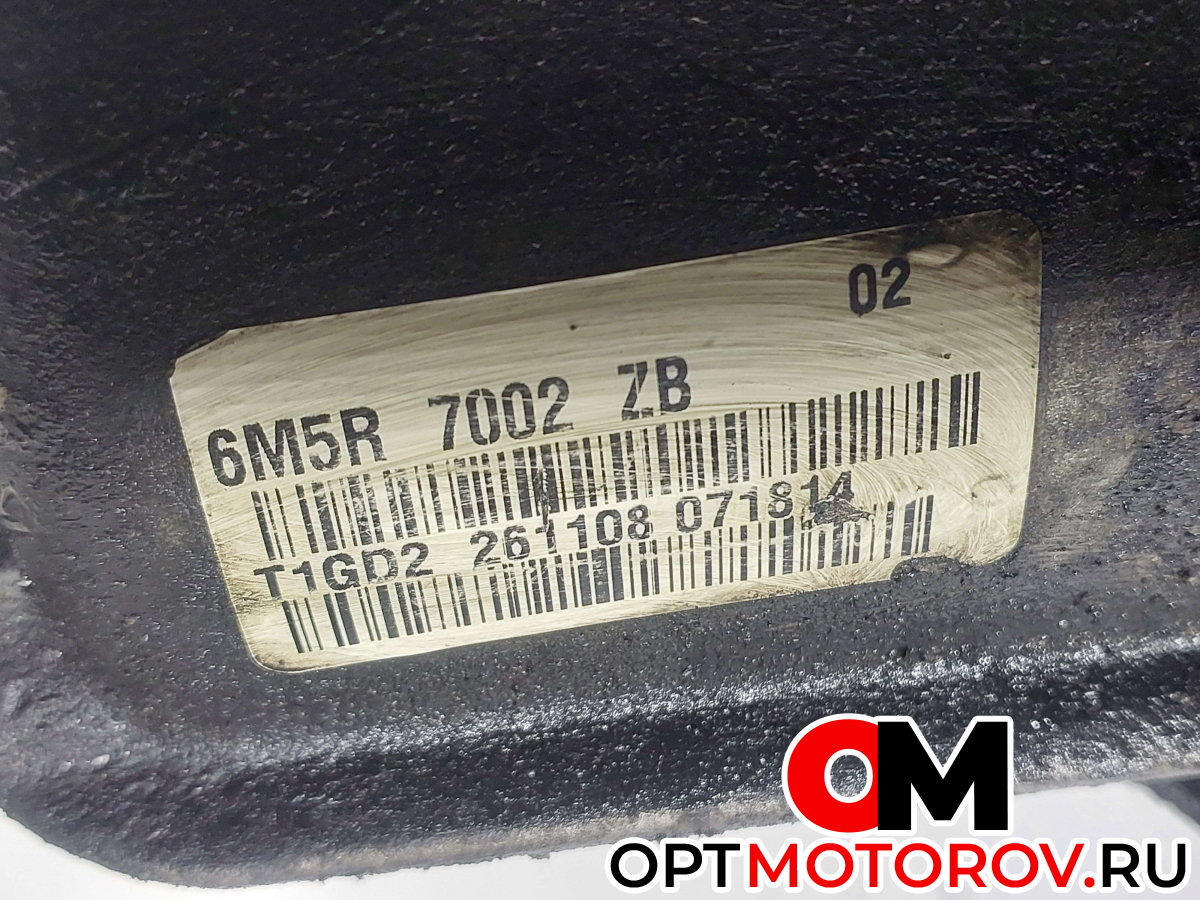 02
6M5R 7002 ZB
T1GD2 261108 071814
OM
OPTMOTOROV.RU